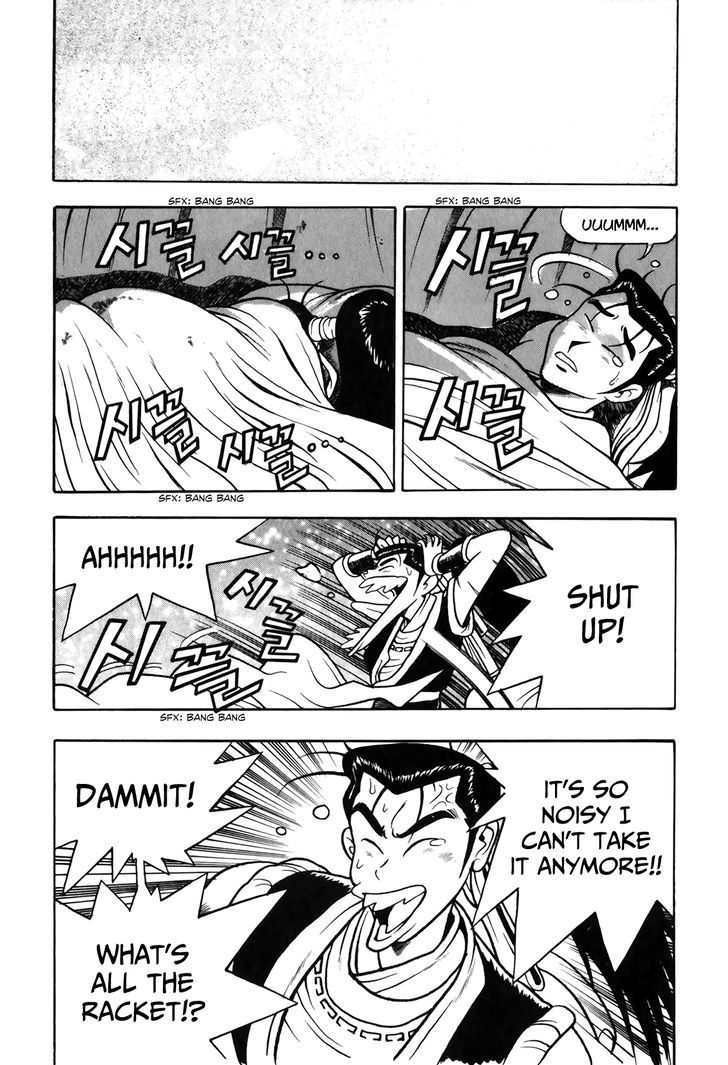 SFX: BANG BANG
시끌
시끌...
시끌
시끌...
SFX: BANG BANG
SFX: BANG BANG
UUUMMM...
시끌
시끌
AHHHHH!!
시끌
시끌
SHUT
UP!
SFX: BANG BANG
DAMMIT!
IT'S SO
NOISY I
CAN'T TAKE
IT ANYMORE!!
WHAT'S
ALL THE
RACKET!?